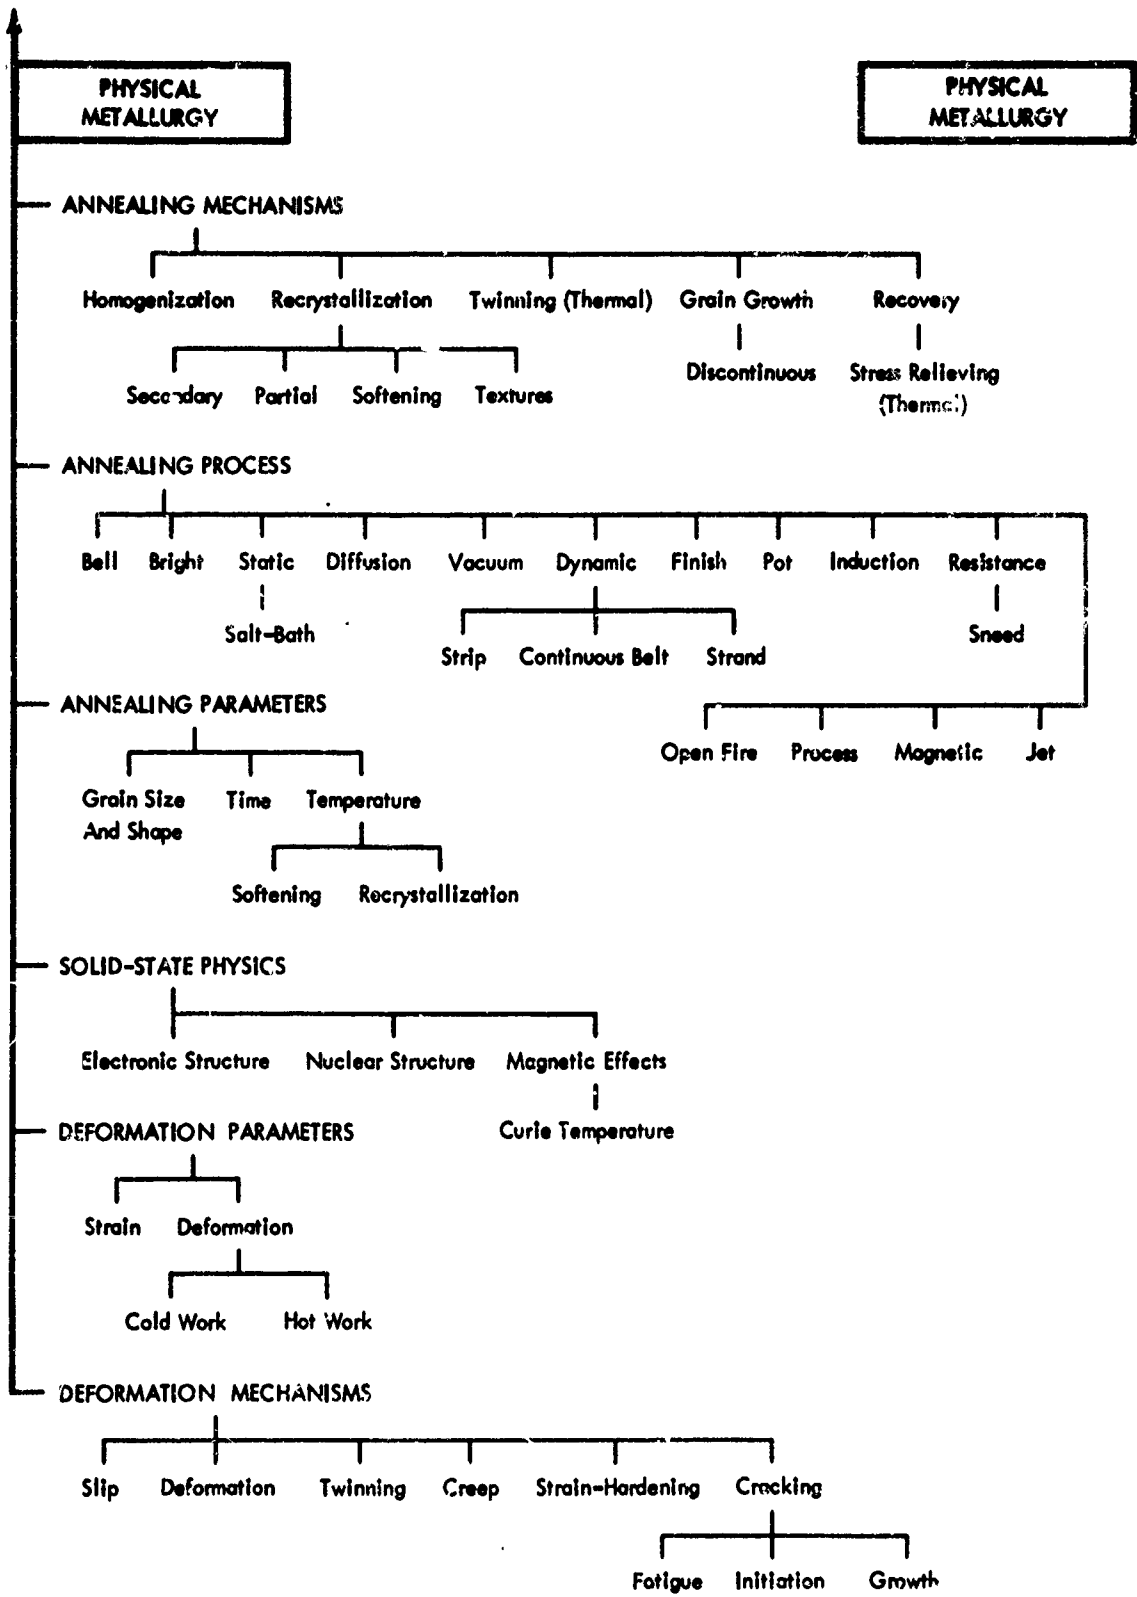 PHYSICAL
METALLURGY
PHYSICAL
METALLURGY
ANNEALING MECHANISMS
Homogenization Recrystallization Twinning (Thermal) Grain Growth Recovery
Secondary Partial Softening Textures
Discontinuous Stress Relieving
(Thermal)
ANNEALING PROCESS
Bell Bright Static Diffusion Vacuum Dynamic Finish Pot Induction Resistance
Salt-Bath
Sneed
Strip Continuous Belt Strand
ANNEALING PARAMETERS
Open Fire Process Magnetic Jet
Grain Size Time Temperature
And Shape
Softening Recrystallization
SOLID-STATE PHYSICS
Electronic Structure Nuclear Structure Magnetic Effects
Curie Temperature
DEFORMATION PARAMETERS
Strain Deformation
Cold Work Hot Work
DEFORMATION MECHANISMS
Slip Deformation Twinning Creep Strain-Hardening Cracking
Fatigue Initiation Growth